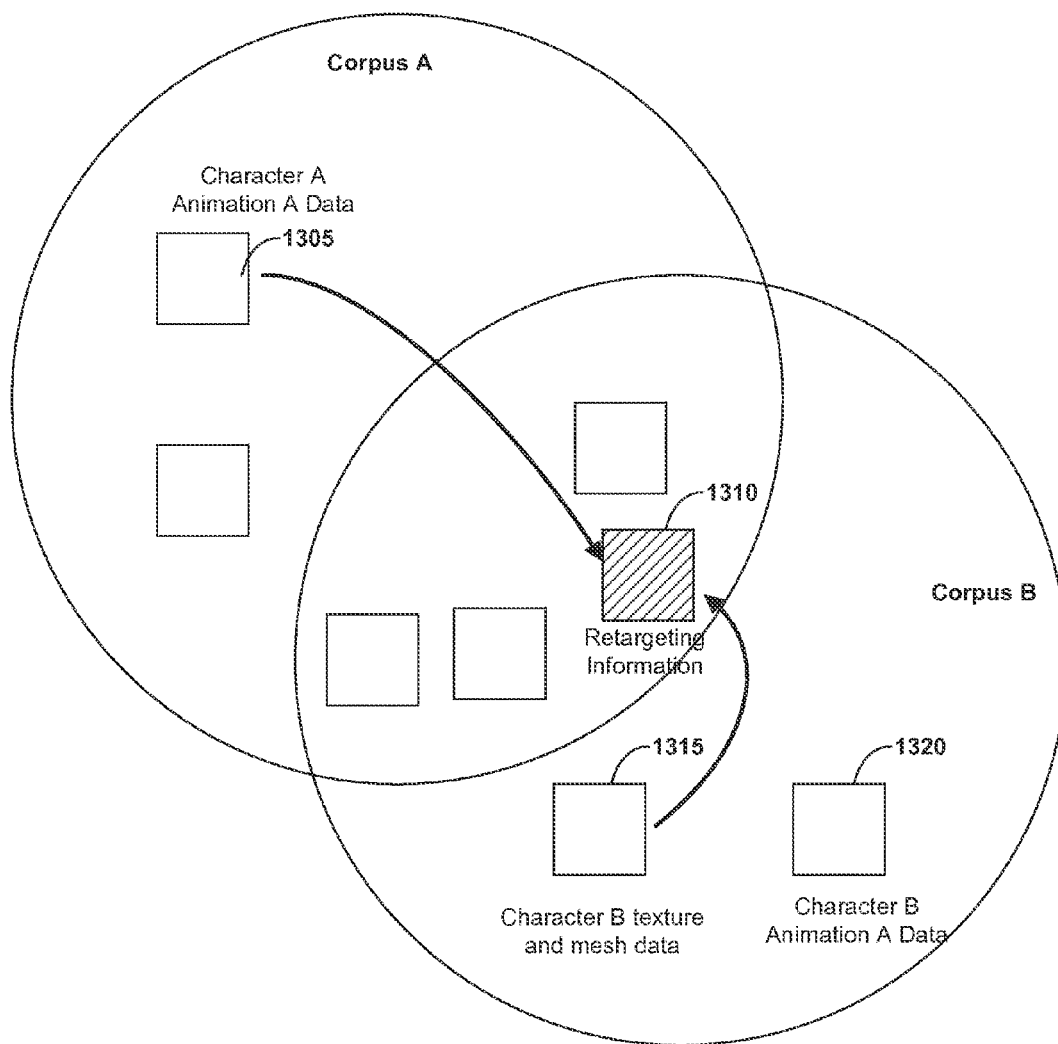 Corpus A
Character A
Animation A Data
1305
1310
Corpus B
Retargeting
Information
1315
1320
Character B texture
and mesh data
Character B
Animation A Data